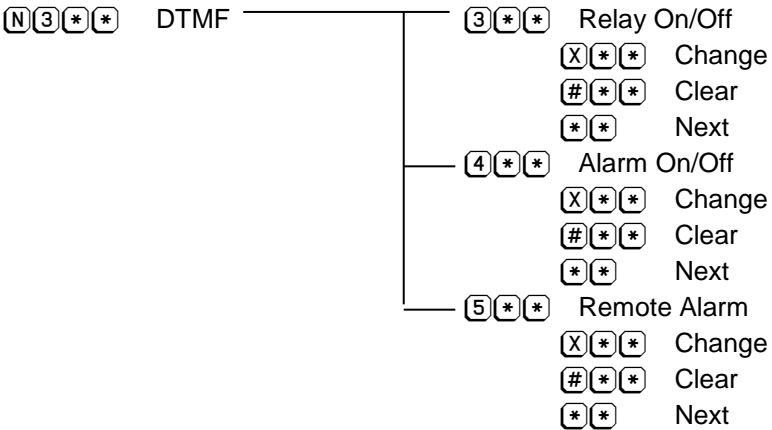 N3** DTMF 3** Relay On/Off
X** Change
#** Clear
** Next
4** Alarm On/Off
X** Change
#** Clear
** Next
5** Remote Alarm
X** Change
#** Clear
** Next